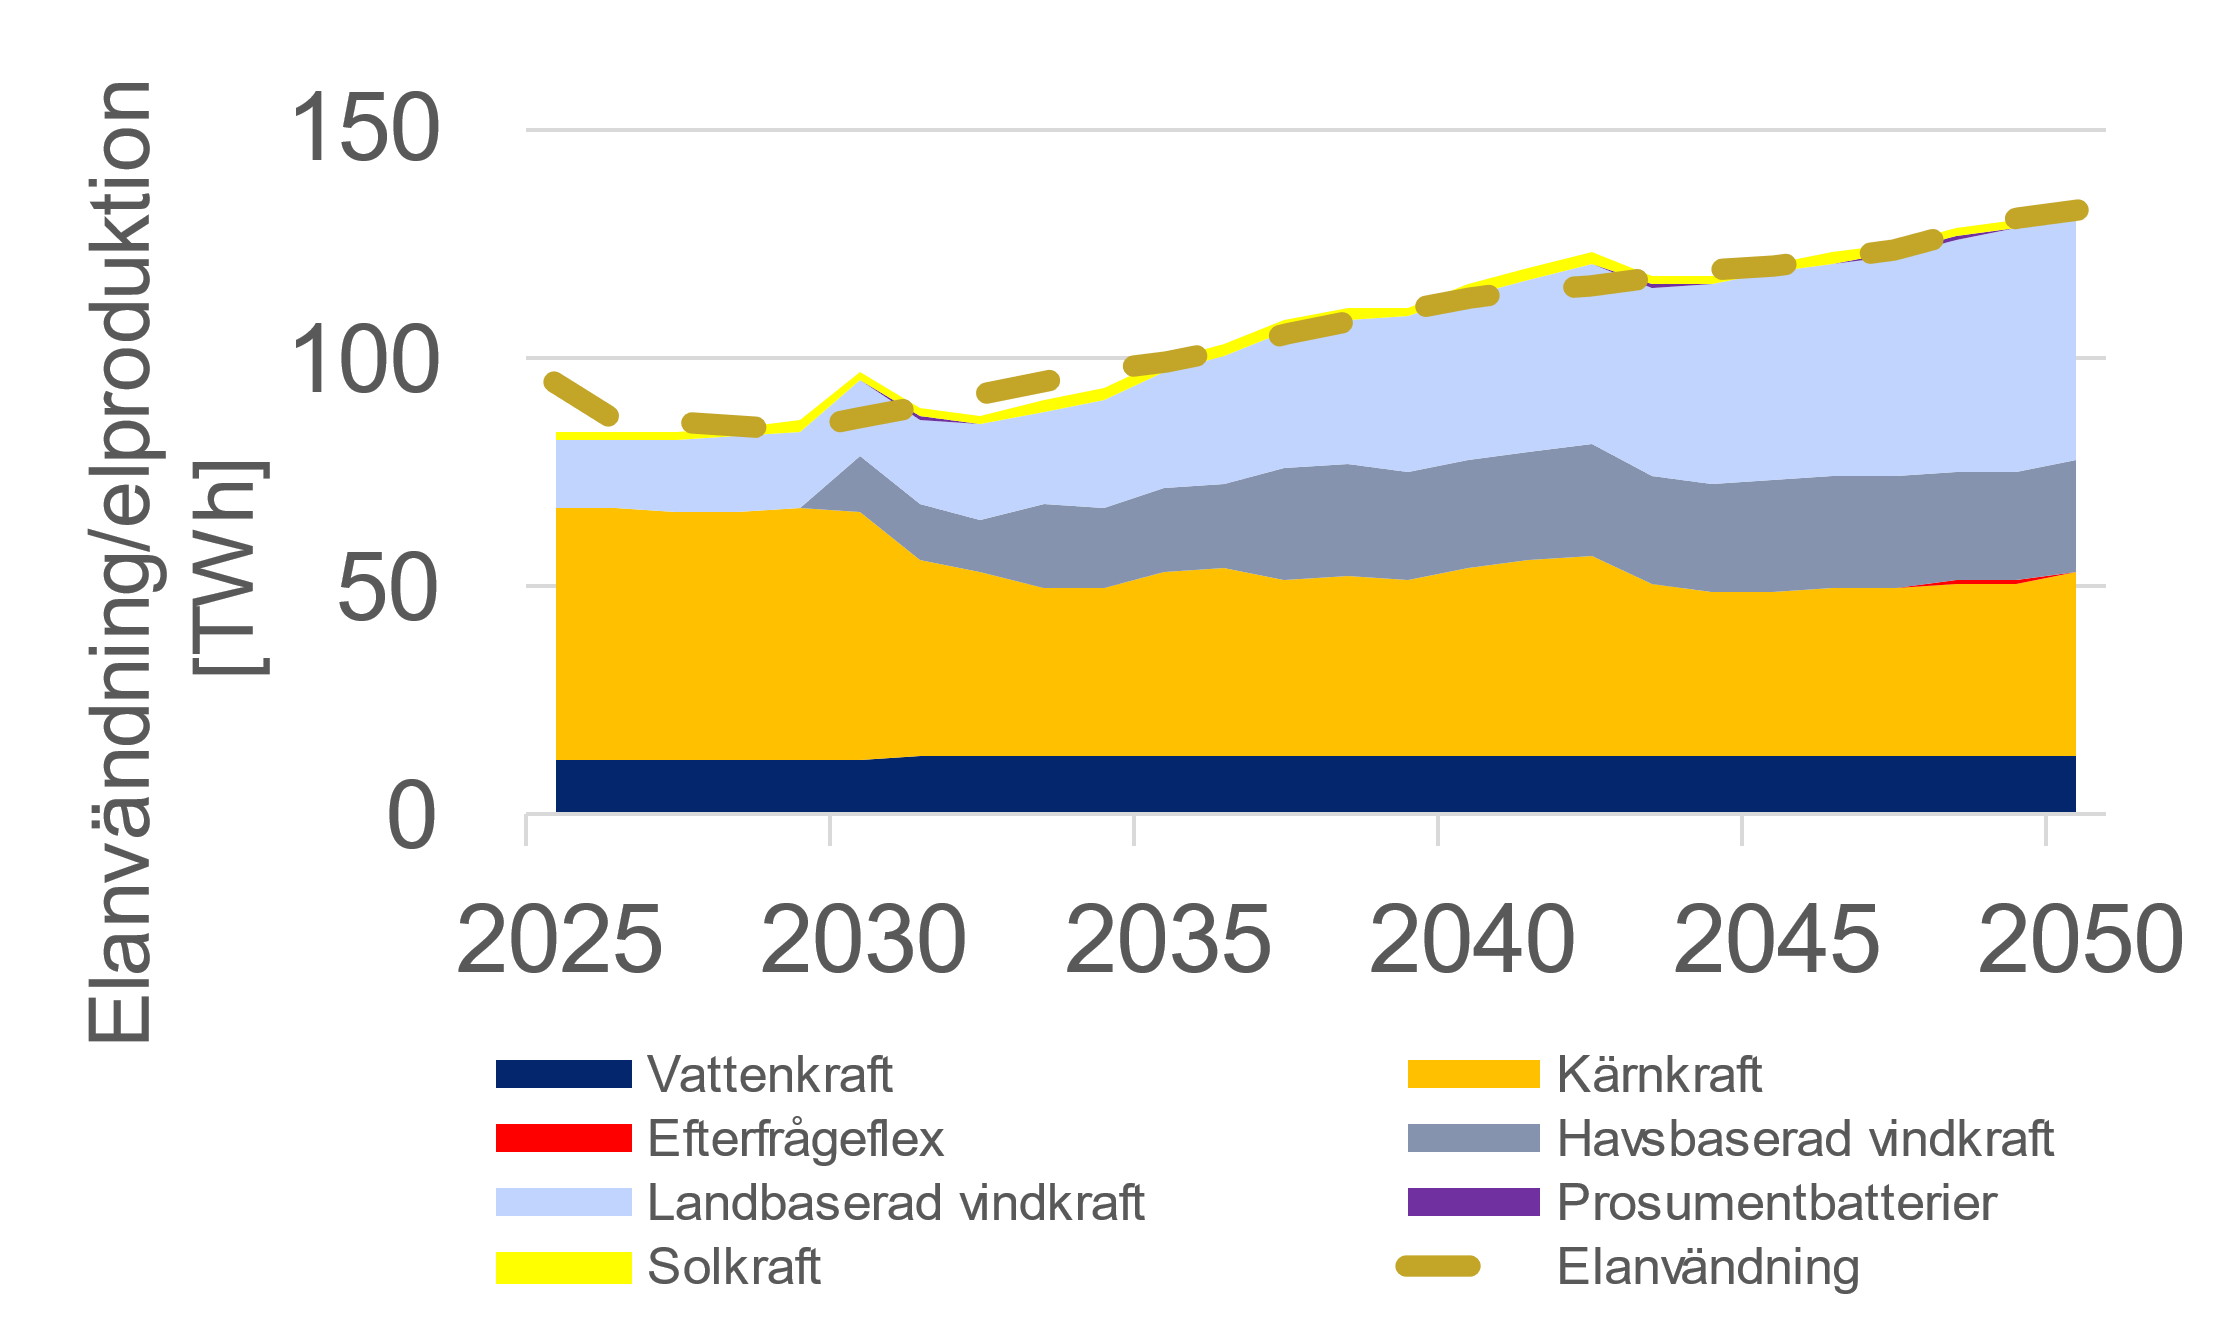 Elanvändning/elproduktion
[TWh]
150
100
50
0
2025 2030 2035 2040 2045 2050
Vattenkraft Kärnkraft
Efterfrågeflex Havsbaserad vindkraft
Landbaserad vindkraft Prosumentbatterier
Solkraft Elanvändning